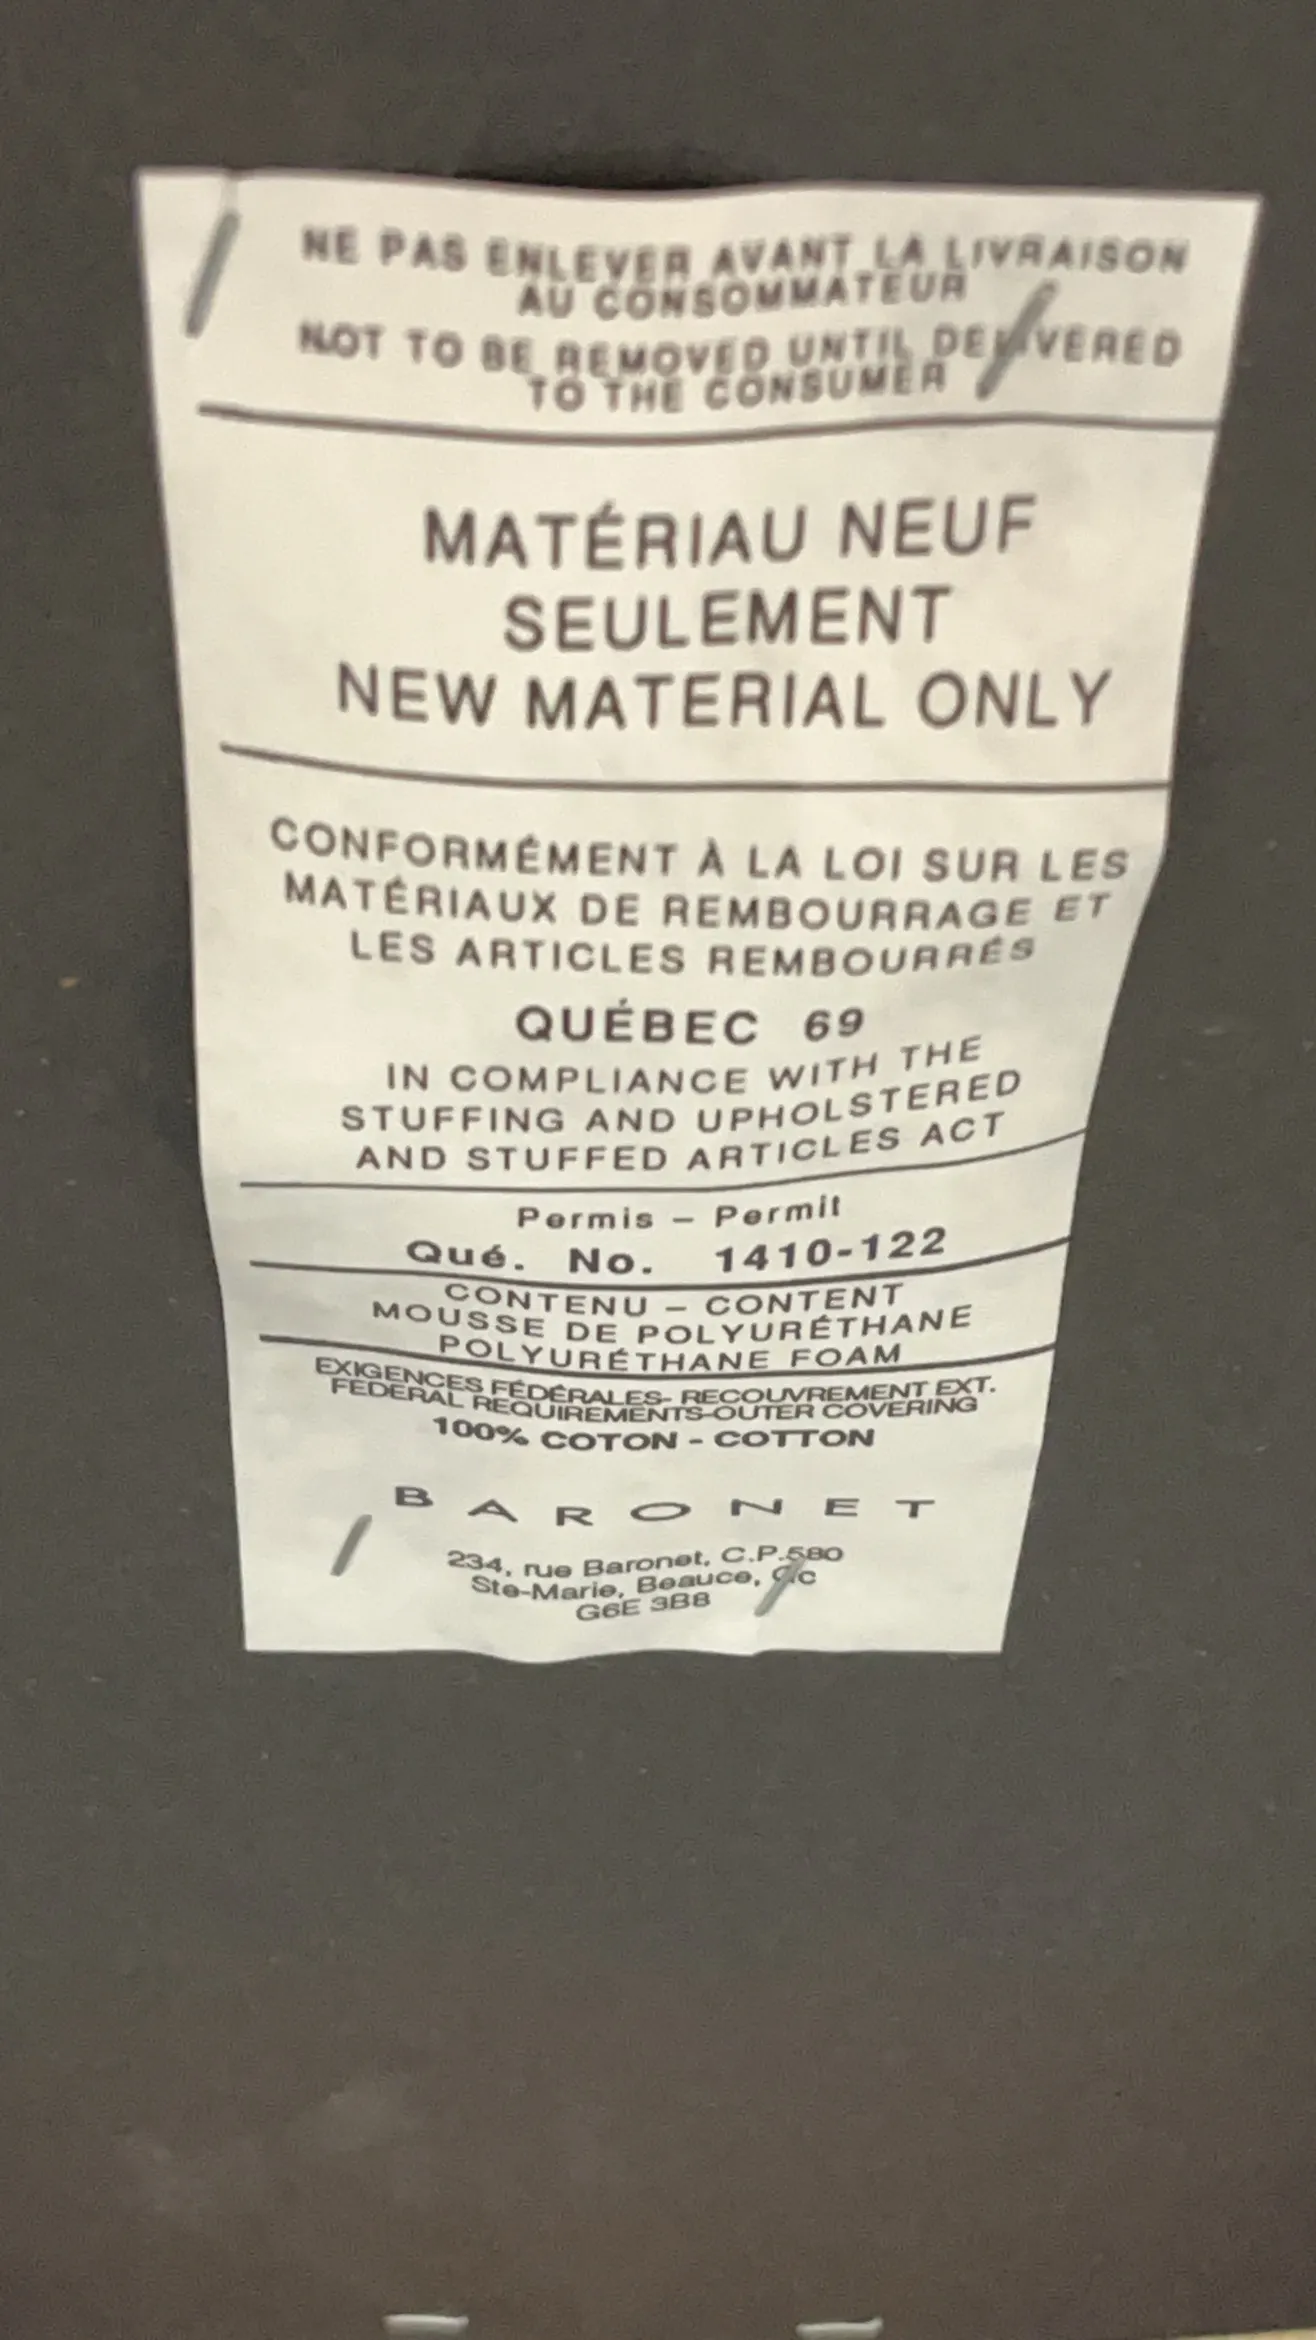 NE PAS ENLEVER AVANT LA LIVRAISON
AU CONSOMMATEUR
NOT TO BE REMOVED UNTIL DELIVERED
TO THE CONSUMER
MATÉRIAU NEUF
SEULEMENT
NEW MATERIAL ONLY
CONFORMÉMENT À LA LOI SUR LES
MATÉRIAUX DE REMBOURRAGE ET
LES ARTICLES REMBOURRÉS
QUÉBEC 69
IN COMPLIANCE WITH THE
STUFFING AND UPHOLSTERED
AND STUFFED ARTICLES ACT
Permis – Permit
Qué. No. 1410-122
CONTENU – CONTENT
MOUSSE DE POLYURÉTHANE
POLYURÉTHANE FOAM
EXIGENCES FÉDÉRALES- RECOUVREMENT EXT.
FEDERAL REQUIREMENTS-OUTER COVERING
100% COTON - COTTON
BARONET
234, rue Baronet, C.P.580
Ste-Marie, Beauce, Qc
G6E 3B8